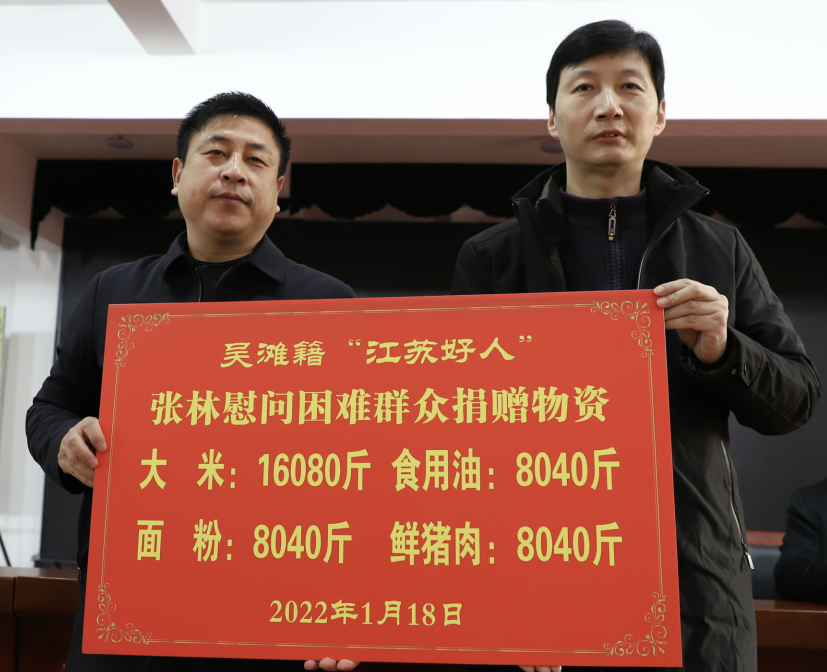 吴滩籍“江苏好人”
张林慰问困难群众捐赠物资
大 米：16080斤 食用油：8040斤
面 粉：8040斤 鲜猪肉：8040斤
2022年1月18日